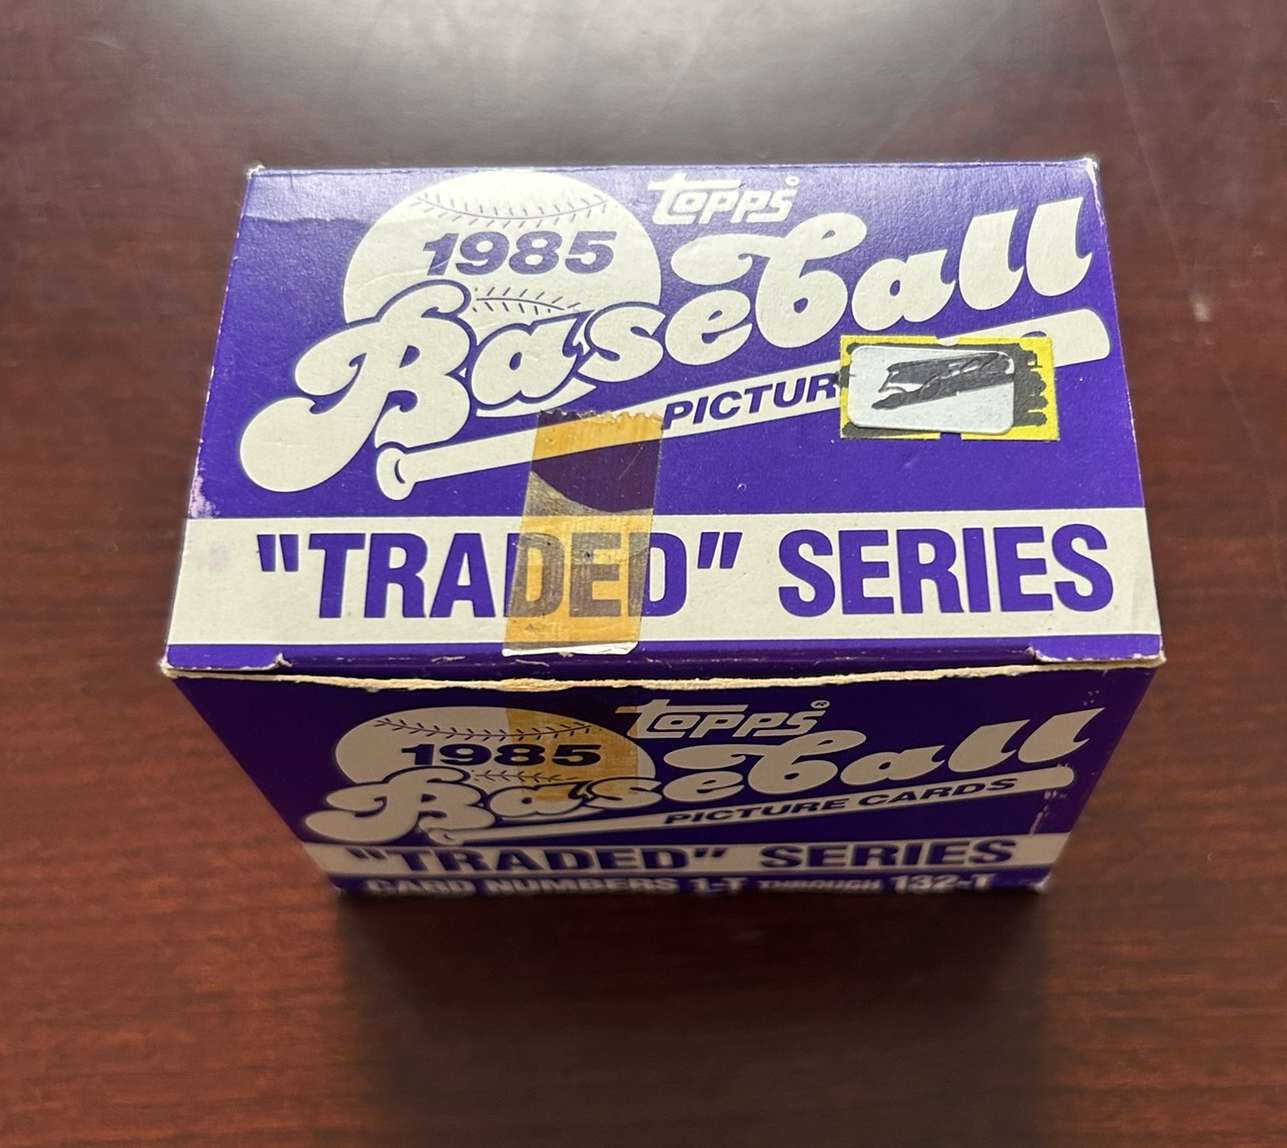 TOPPS®
1985
Baseball
PICTUR
"TRADED" SERIES
TOPPS®
1985
Baseball
PICTURE CARDS
"TRADED" SERIES
CARD NUMBERS 1-T THROUGH 132-T